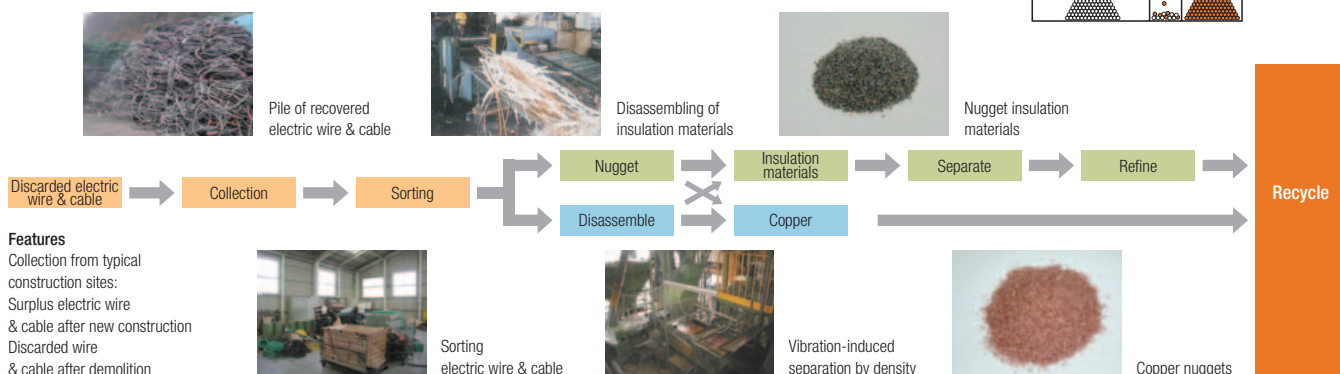 Pile of recovered
electric wire & cable
Disassembling of
insulation materials
Nugget insulation
materials
Discarded electric
wire & cable
Collection
Sorting
Nugget
Insulation
materials
Separate
Refine
Disassemble
Copper
Recycle
Features
Collection from typical
construction sites:
Surplus electric wire
& cable after new construction
Discarded wire
& cable after demolition
Sorting
electric wire & cable
Vibration-induced
separation by density
Copper nuggets